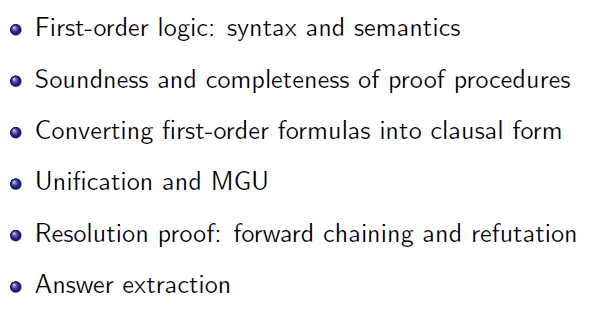 First-order logic: syntax and semantics
Soundness and completeness of proof procedures
Converting first-order formulas into clausal form
Unification and MGU
Resolution proof: forward chaining and refutation
Answer extraction